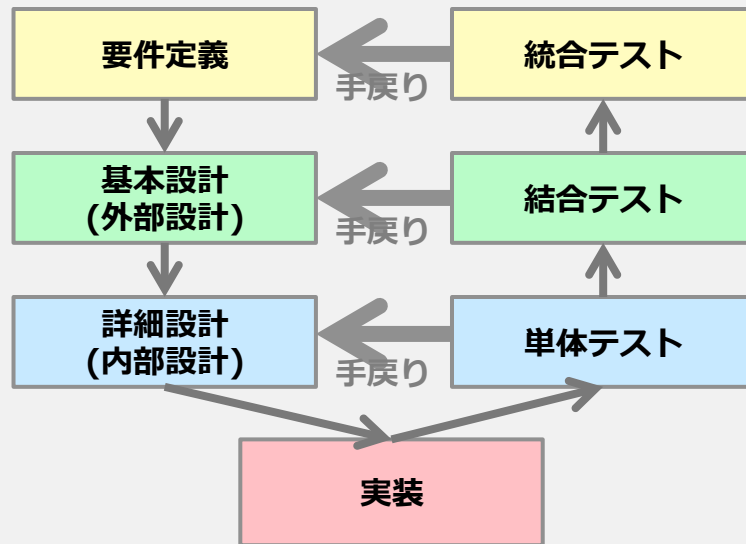 要件定義
手戻り
統合テスト
基本設計
(外部設計)
手戻り
結合テスト
詳細設計
(内部設計)
手戻り
単体テスト
実装